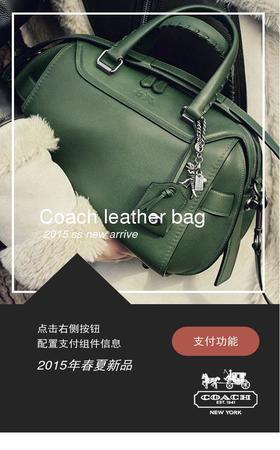 Coach leather bag
2015 ss new arrive
点击右侧按钮
配置支付组件信息
支付功能
2015年春夏新品
COACH
EST. 1941
NEW YORK